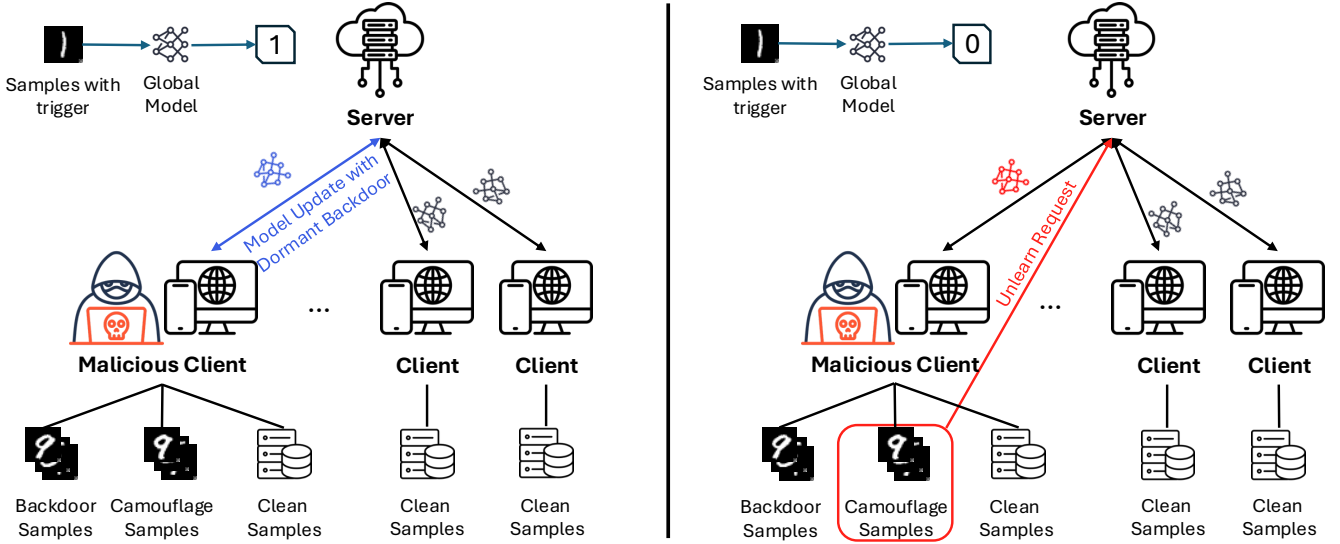 1
Samples with
trigger
Global
Model
Server
Model Update with
Dormant Backdoor
...
Malicious Client
Client
Client
Backdoor
Samples
Camouflage
Samples
Clean
Samples
Clean
Samples
Clean
Samples
0
Samples with
trigger
Global
Model
Server
Unlearn Request
...
Malicious Client
Client
Client
Backdoor
Samples
Camouflage
Samples
Clean
Samples
Clean
Samples
Clean
Samples